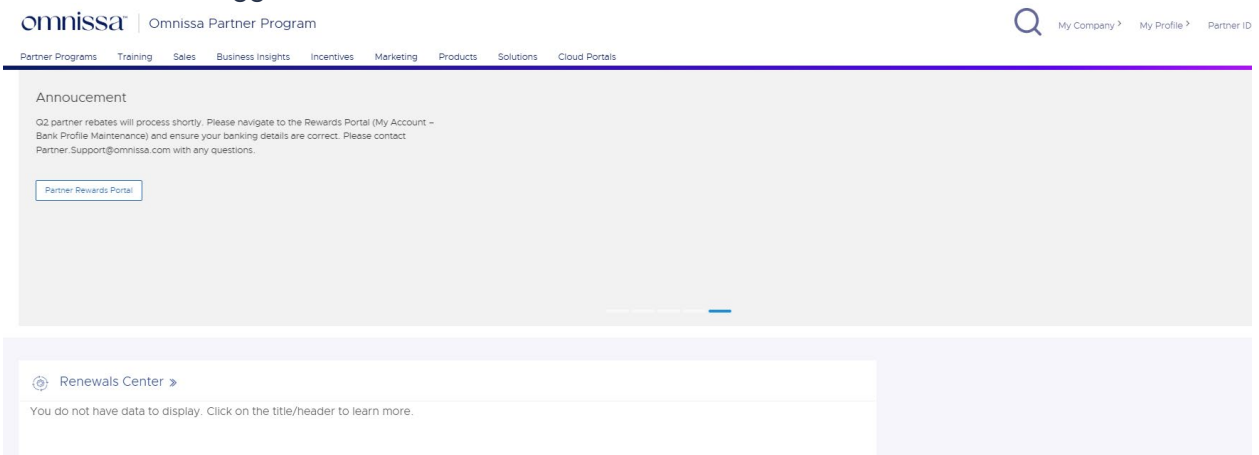 omnissa™ Omnissa Partner Program
My Company > My Profile > Partner ID
Partner Programs Training Sales Business Insights Incentives Marketing Products Solutions Cloud Portals
Annoucement
Q2 partner rebates will process shortly. Please navigate to the Rewards Portal (My Account –
Bank Profile Maintenance) and ensure your banking details are correct. Please contact
Partner.Support@omnissa.com with any questions.
Partner Rewards Portal
Renewals Center »
You do not have data to display. Click on the title/header to learn more.